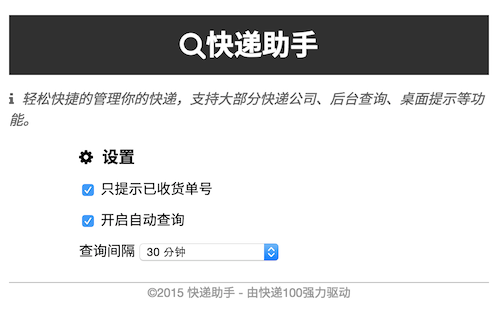 快递助手
轻松快捷的管理你的快递，支持大部分快递公司、后台查询、桌面提示等功
能。
设置
只提示已收货单号
开启自动查询
查询间隔 30 分钟
©2015 快递助手 - 由快递100强力驱动